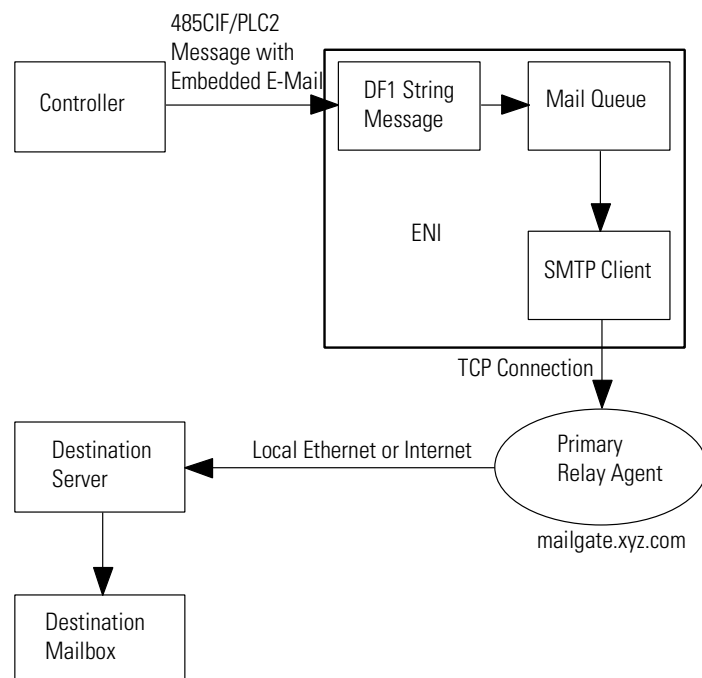 485CIF/PLC2
Message with
Embedded E-Mail
Controller
DF1 String
Message
Mail Queue
ENI
SMTP Client
TCP Connection
Destination
Server
Local Ethernet or Internet
Primary
Relay Agent
mailgate.xyz.com
Destination
Mailbox